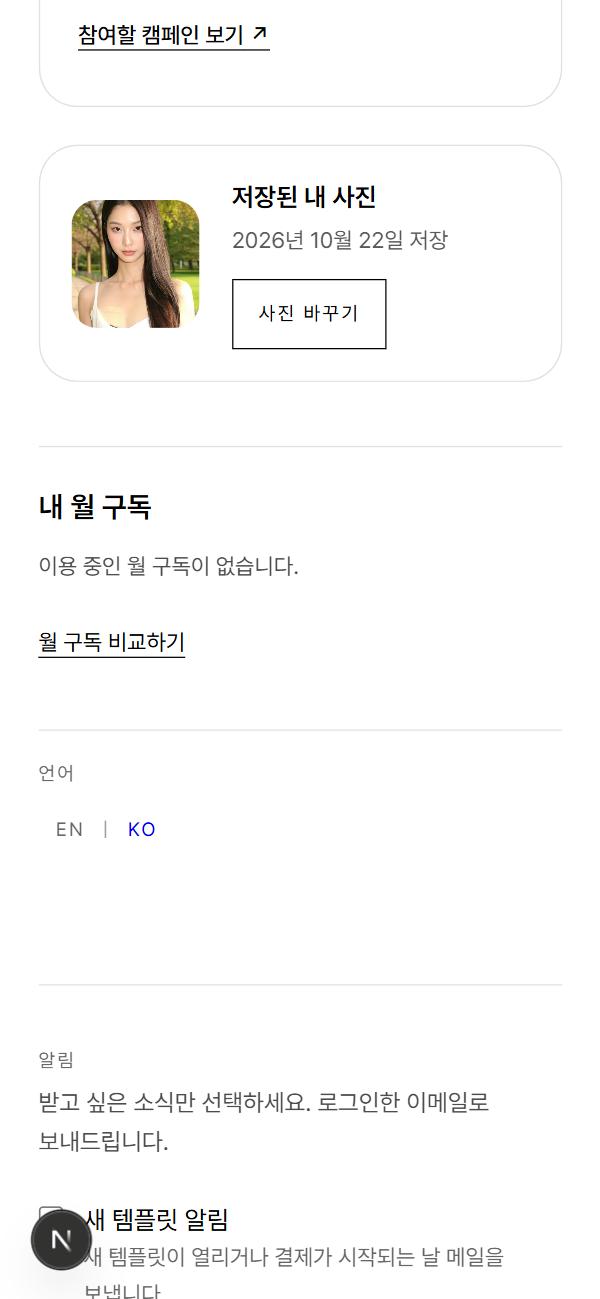 참여할 캠페인 보기 ↗
저장된 내 사진
2026년 10월 22일 저장
사진 바꾸기
내 월 구독
이용 중인 월 구독이 없습니다.
월 구독 비교하기
언어
EN | KO
알림
받고 싶은 소식만 선택하세요. 로그인한 이메일로
보내드립니다.
새 템플릿 알림
새 템플릿이 열리거나 결제가 시작되는 날 메일을
보냅니다
N